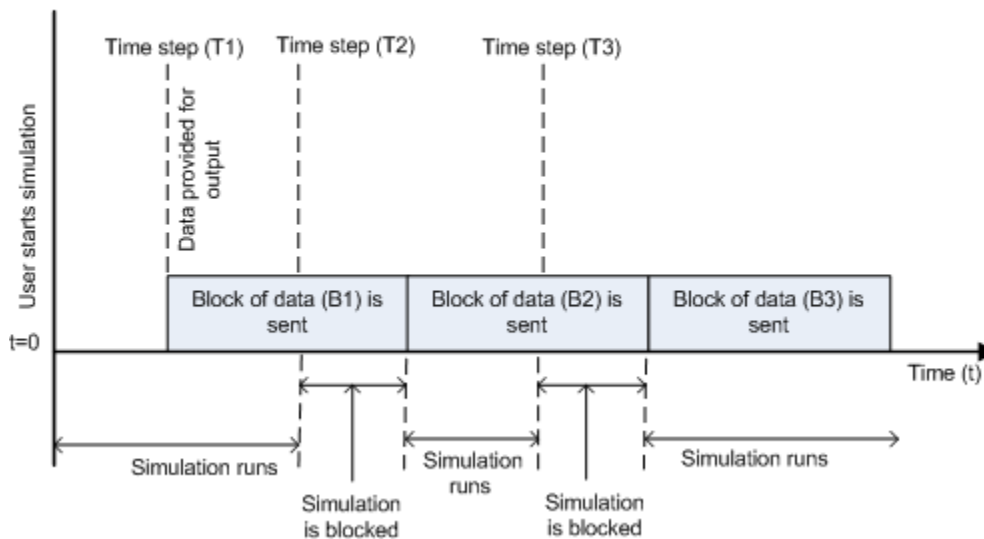 Time step (T1)
Time step (T2)
Time step (T3)
User starts simulation
Data provided for
output
Block of data (B1) is
sent
Block of data (B2) is
sent
Block of data (B3) is
sent
t=0
Time (t)
Simulation runs
Simulation
is blocked
Simulation
runs
Simulation
is blocked
Simulation runs